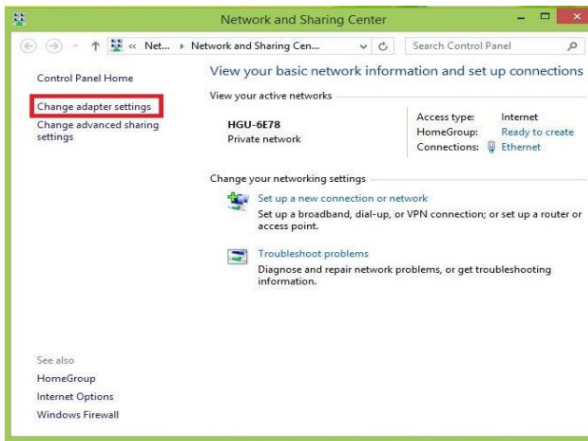 Network and Sharing Center
« Net... Network and Sharing Cen... Search Control Panel
Control Panel Home
Change adapter settings
Change advanced sharing
settings
See also
HomeGroup
Internet Options
Windows Firewall
View your basic network information and set up connections
View your active networks
HGU-6E78
Private network
Access type: Internet
HomeGroup: Ready to create
Connections: Ethernet
Change your networking settings
Set up a new connection or network
Set up a broadband, dial-up, or VPN connection; or set up a router or
access point.
Troubleshoot problems
Diagnose and repair network problems, or get troubleshooting
information.